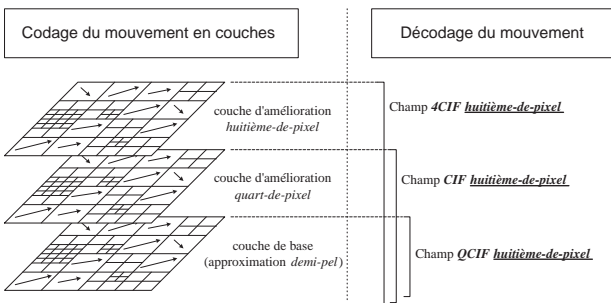 Codage du mouvement en couches
Décodage du mouvement
couche d'amélioration
huitième-de-pixel
Champ 4CIF huitième-de-pixel
couche d'amélioration
quart-de-pixel
Champ CIF huitième-de-pixel
couche de base
(approximation demi-pel)
Champ QCIF huitième-de-pixel